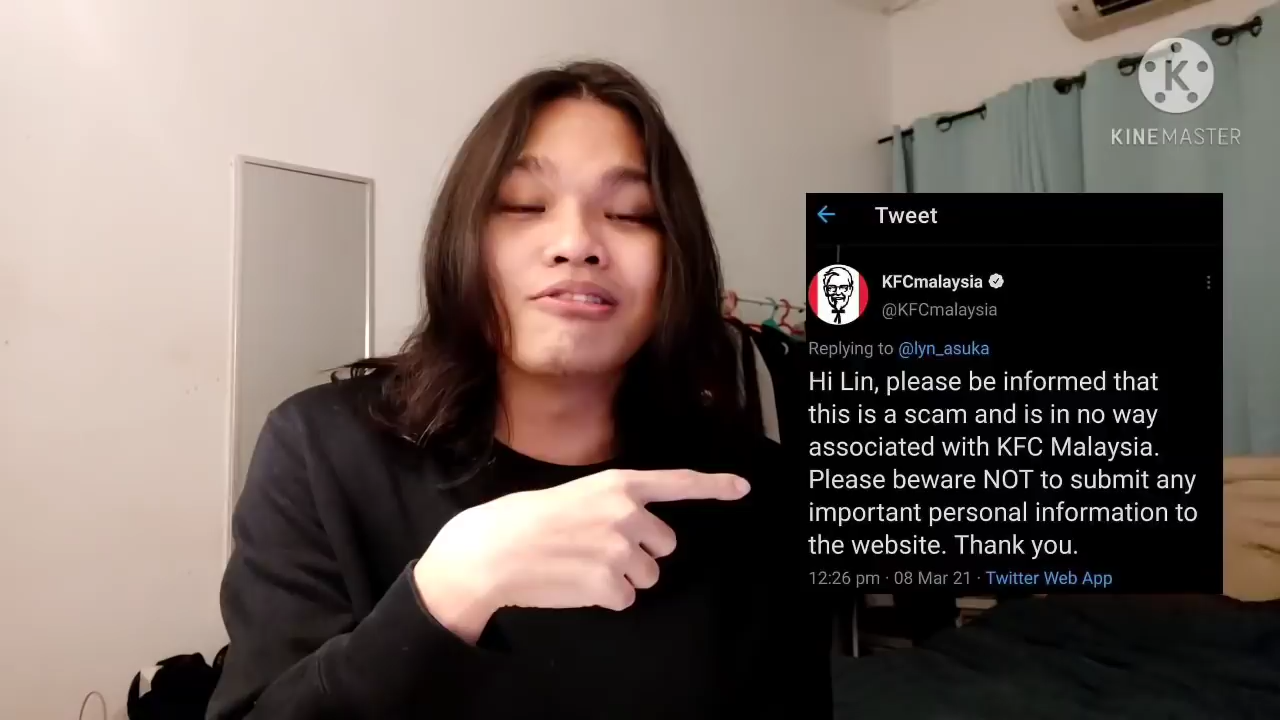 K
KINEMASTER
Tweet
KFCmalaysia
@KFCmalaysia
Replying to @lyn_asuka
Hi Lin, please be informed that
this is a scam and is in no way
associated with KFC Malaysia.
Please beware NOT to submit any
important personal information to
the website. Thank you.
12:26 pm · 08 Mar 21 · Twitter Web App